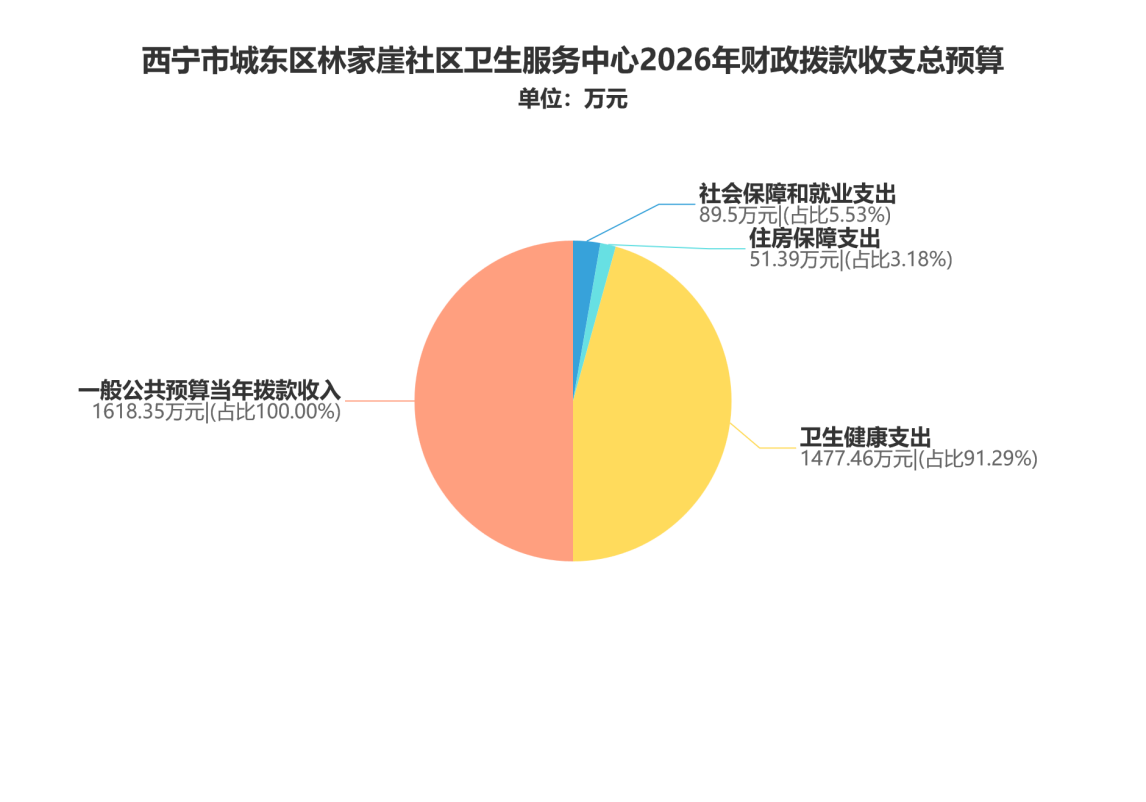 西宁市城东区林家崖社区卫生服务中心2026年财政拨款收支总预算
单位：万元
社会保障和就业支出
89.5万元|(占比5.53%)
住房保障支出
51.39万元|(占比3.18%)
一般公共预算当年拨款收入
1618.35万元|(占比100.00%)
卫生健康支出
1477.46万元|(占比91.29%)